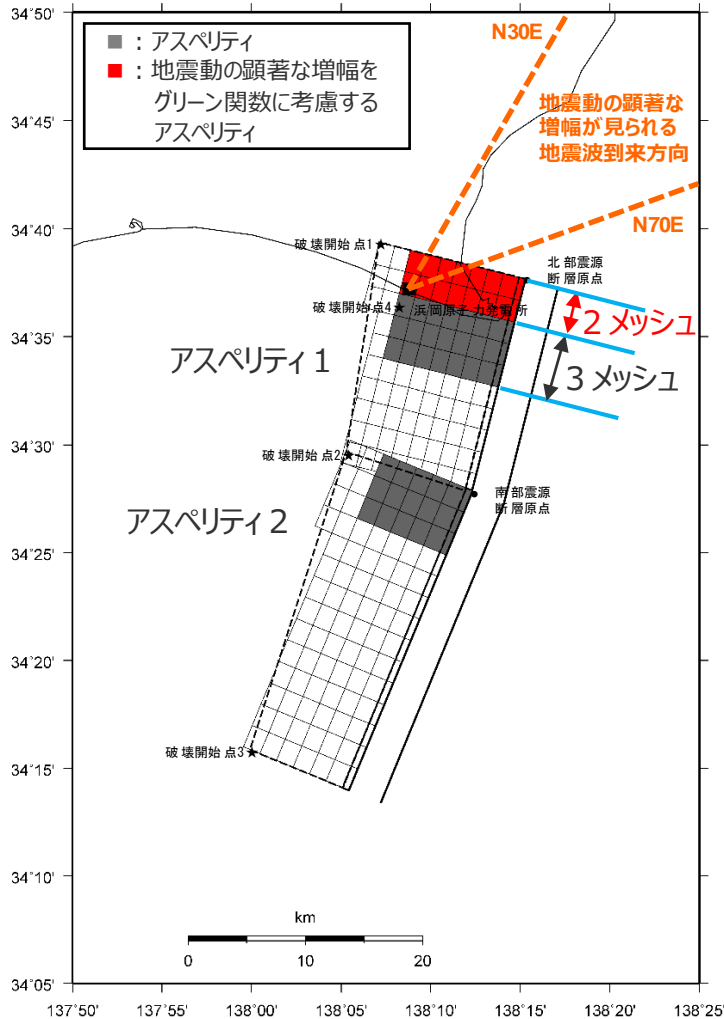 34°50'
■：アスペリティ
■：地震動の顕著な増幅を
グリーン関数に考慮する
アスペリティ
N30E
地震動の顕著な
増幅が見られる
地震波到来方向
34°45'
N70E
34°40'
破壊開始点1
北部震源
断層原点
破壊開始点4
浜岡原子力発電所
2メッシュ
34°35'
アスペリティ1
3メッシュ
34°30'
破壊開始点2
南部震源
断層原点
アスペリティ2
34°25'
34°20'
破壊開始点3
34°15'
34°10'
km
0 10 20
34°05'
137°50' 137°55' 138°00' 138°05' 138°10' 138°15' 138°20' 138°25'